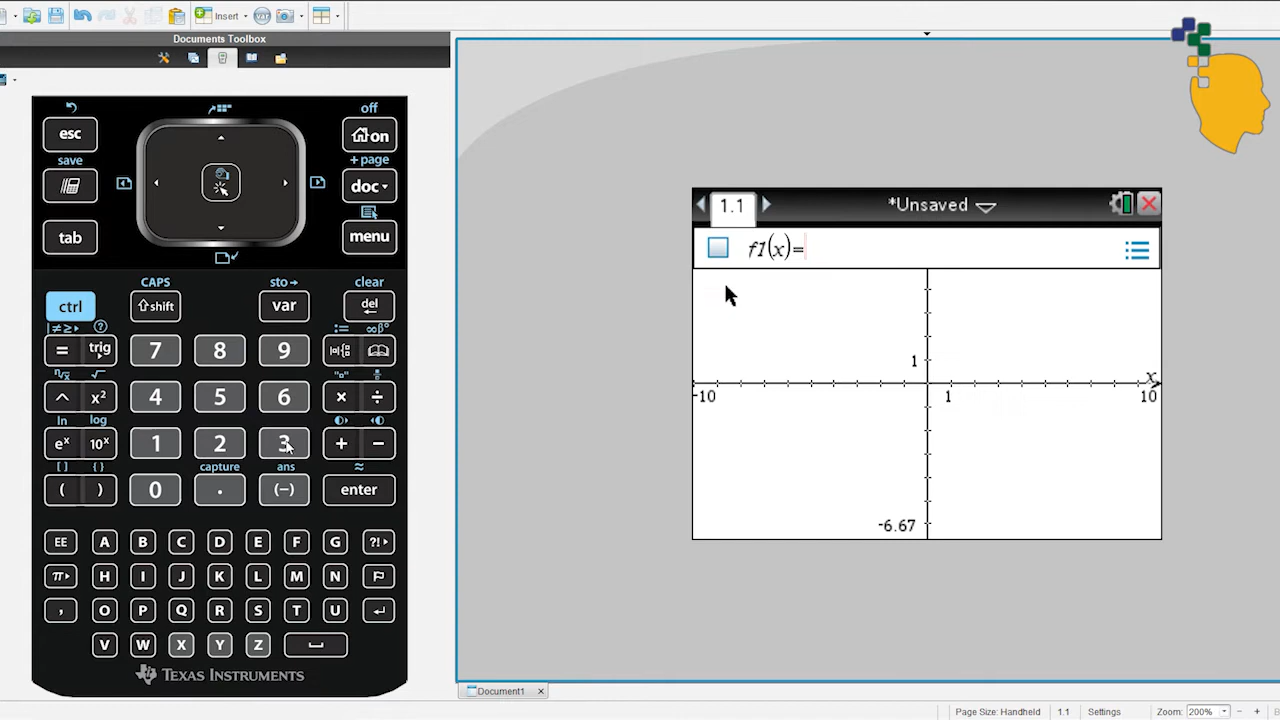 Insert
var
Documents Toolbox
off
esc
on
save
+ page
doc
tab
menu
CAPS
sto →
clear
ctrl
⇧shift
var
del
|≠≥▸
?
:=
∞β°
=
trig
7
8
9
|□|{
ⁿ√x
√
"□"
^
x²
4
5
6
×
÷
ln
log
eˣ
10ˣ
1
2
3
+
−
[ ]
{ }
capture
ans
≈
(
)
0
.
(−)
enter
EE
A
B
C
D
E
F
G
?!▸
π▸
H
I
J
K
L
M
N
,
O
P
Q
R
S
T
U
V
W
X
Y
Z
TEXAS INSTRUMENTS
1.1
*Unsaved
f1(x)=
1
x
-10
1
10
-6.67
Document1
Page Size: Handheld
1.1
Settings
Zoom:
200%
−
+
B